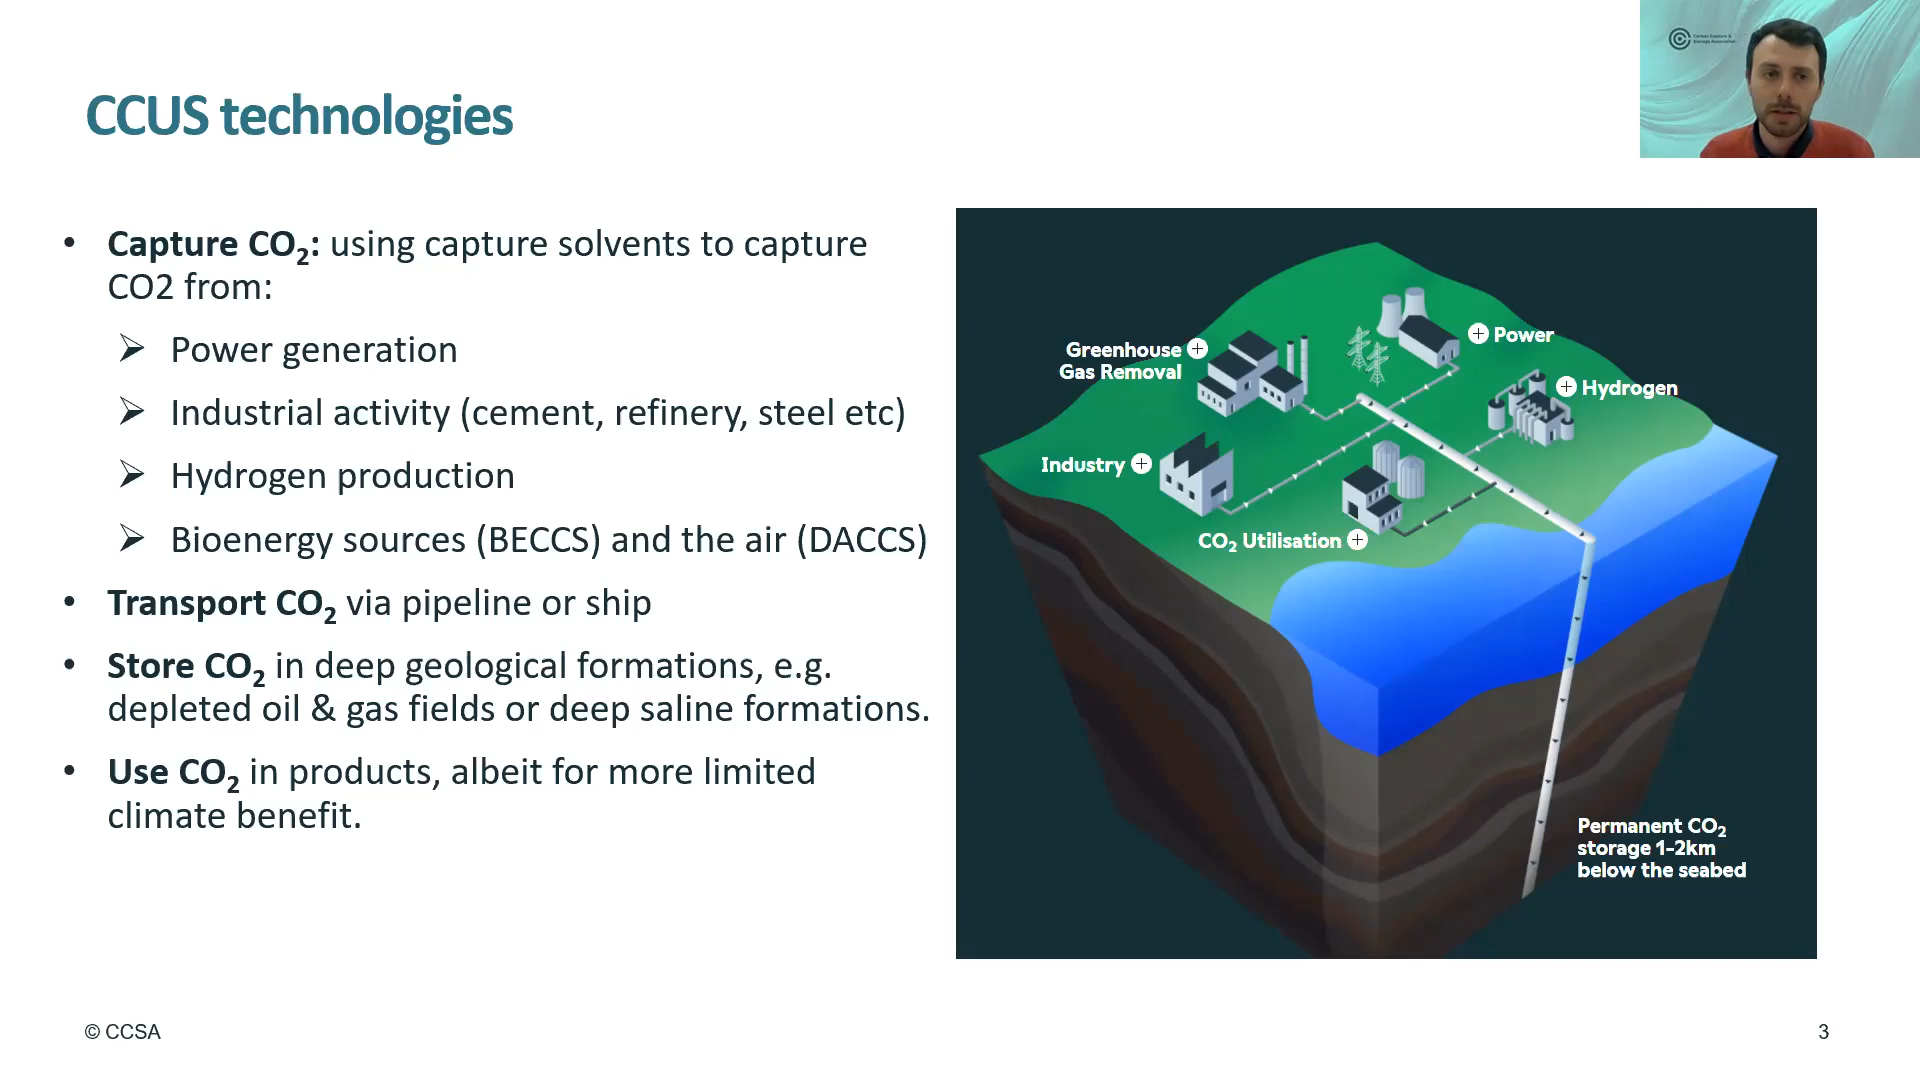 CCUS technologies
Carbon Capture &
Storage Association
• Capture CO₂: using capture solvents to capture
CO2 from:
➢ Power generation
➢ Industrial activity (cement, refinery, steel etc)
➢ Hydrogen production
➢ Bioenergy sources (BECCS) and the air (DACCS)
• Transport CO₂ via pipeline or ship
• Store CO₂ in deep geological formations, e.g.
depleted oil & gas fields or deep saline formations.
• Use CO₂ in products, albeit for more limited
climate benefit.
Greenhouse
Gas Removal
Power
Hydrogen
Industry
CO₂ Utilisation
Permanent CO₂
storage 1-2km
below the seabed
© CCSA
3